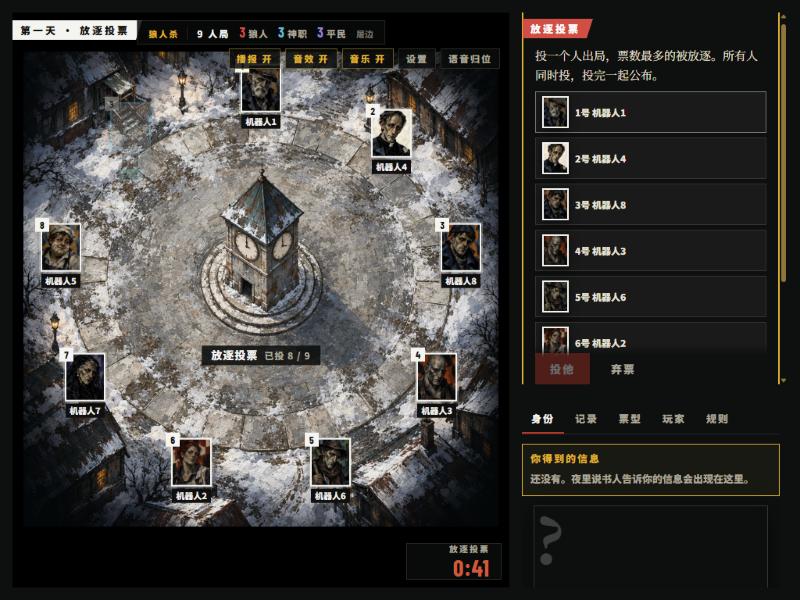 第一天 · 放逐投票
狼人杀 9 人局 3 狼人 3 神职 3 平民 屠边
播报 开 音效 开 音乐 开 设置 语音归位
机器人1
2
机器人4
8
机器人5
3
机器人8
放逐投票 已投 8 / 9
7
机器人7
4
机器人3
6
机器人2
5
机器人6
放逐投票
0:41
放逐投票
投一个人出局，票数最多的被放逐。所有人
同时投，投完一起公布。
1号 机器人1
2号 机器人4
3号 机器人8
4号 机器人3
5号 机器人6
6号 机器人2
投他 弃票
身份 记录 票型 玩家 规则
你得到的信息
还没有。夜里说书人告诉你的信息会出现在这里。
?